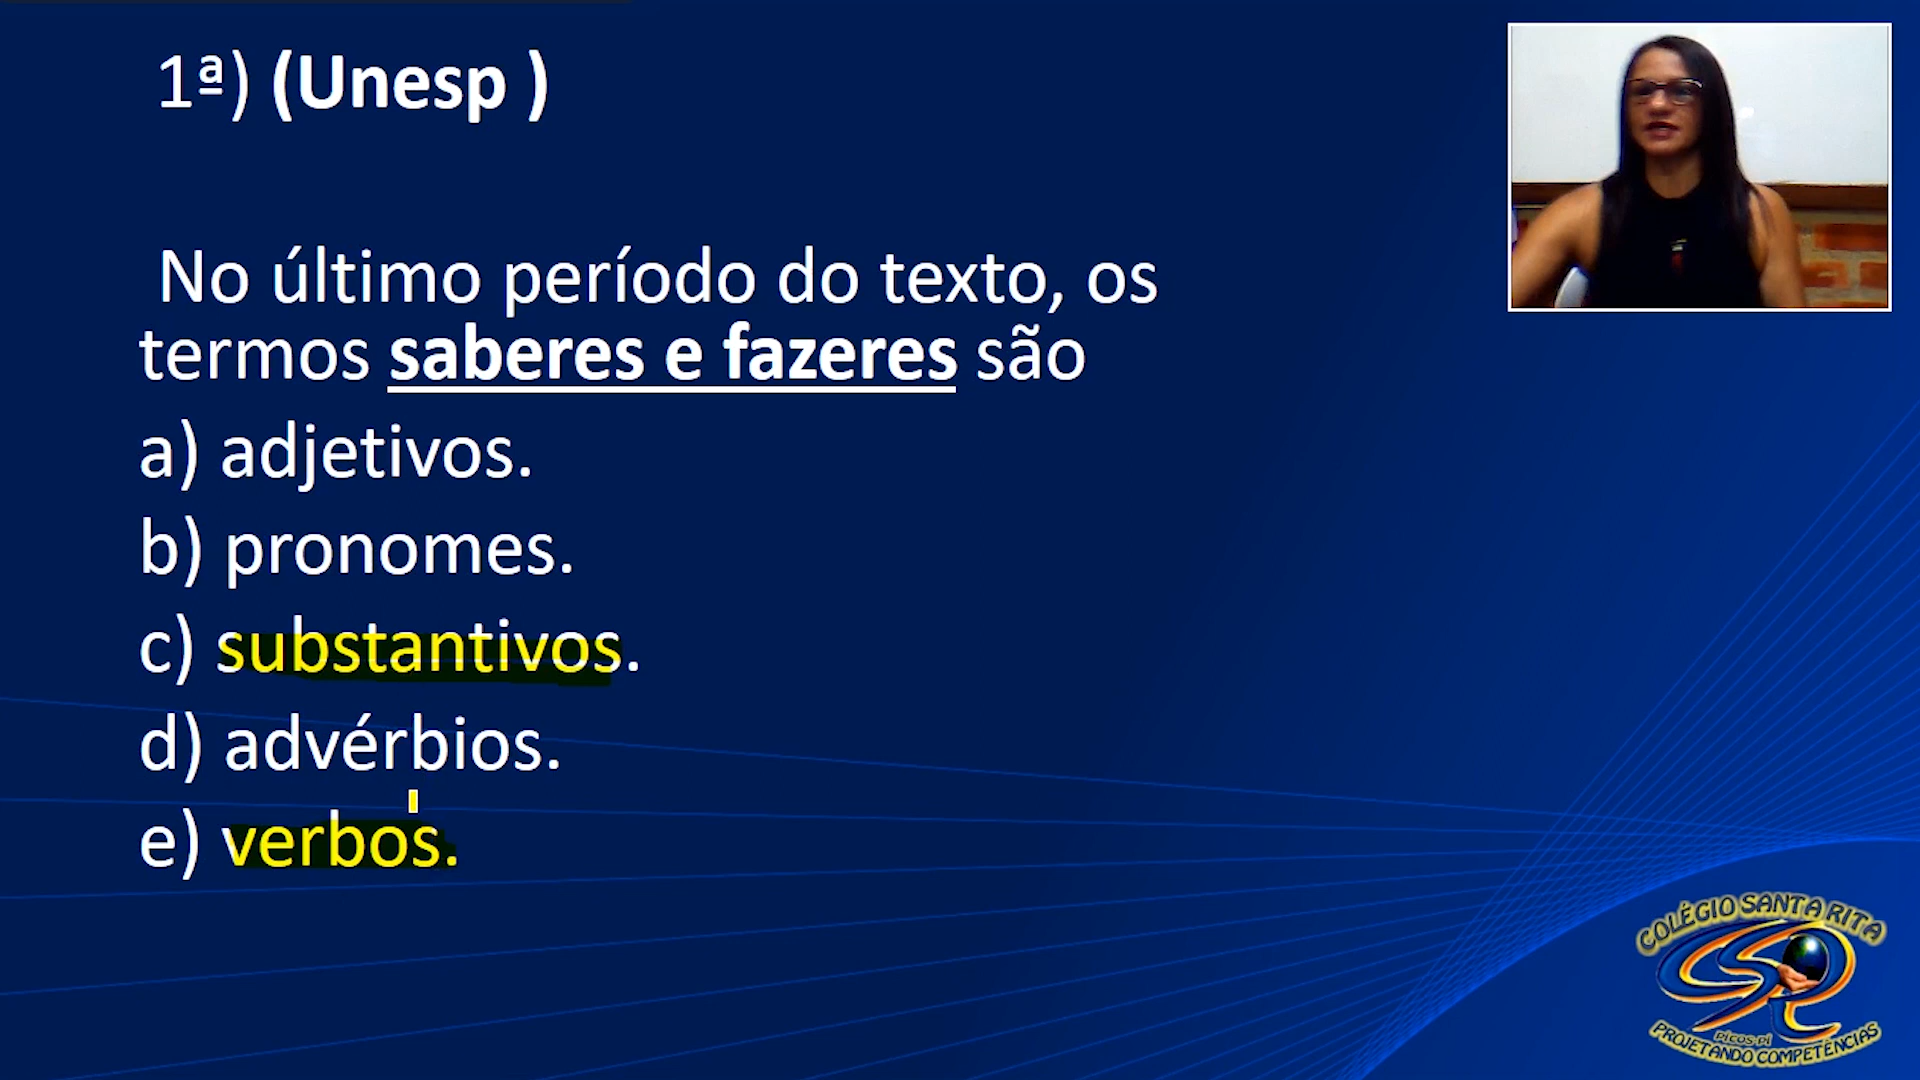 1ª) (Unesp )
No último período do texto, os
termos saberes e fazeres são
a) adjetivos.
b) pronomes.
c) substantivos.
d) advérbios.
e) verbos.
COLÉGIO SANTA RITA
PICOS-PI
PROJETANDO COMPETÊNCIAS